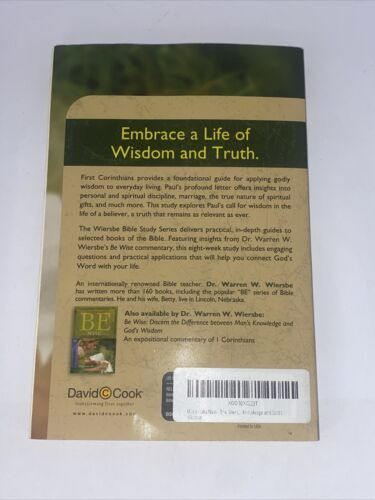 Embrace a Life of
Wisdom and Truth.
First Corinthians provides a foundational guide for applying godly
wisdom to everyday living. Paul's profound letter offers insights into
personal and spiritual discipline, marriage, the true nature of spiritual
gifts, and much more. This study explores Paul's call for wisdom in the
life of a believer, a truth that remains as relevant as ever.
The Wiersbe Bible Study Series delivers practical, in-depth guides to
selected books of the Bible. Featuring insights from Dr. Warren W.
Wiersbe's Be Wise commentary, this eight-week study includes engaging
questions and practical applications that will help you connect God's
Word with your life.
An internationally renowned Bible teacher, Dr. Warren W. Wiersbe
has written more than 160 books, including the popular "BE" series of Bible
commentaries. He and his wife, Betty, live in Lincoln, Nebraska.
Also available by Dr. Warren W. Wiersbe:
Be Wise: Discern the Difference between Man's Knowledge and
God's Wisdom
An expositional commentary of 1 Corinthians
BE
WISE
David C Cook
transforming lives together
www.davidccook.com